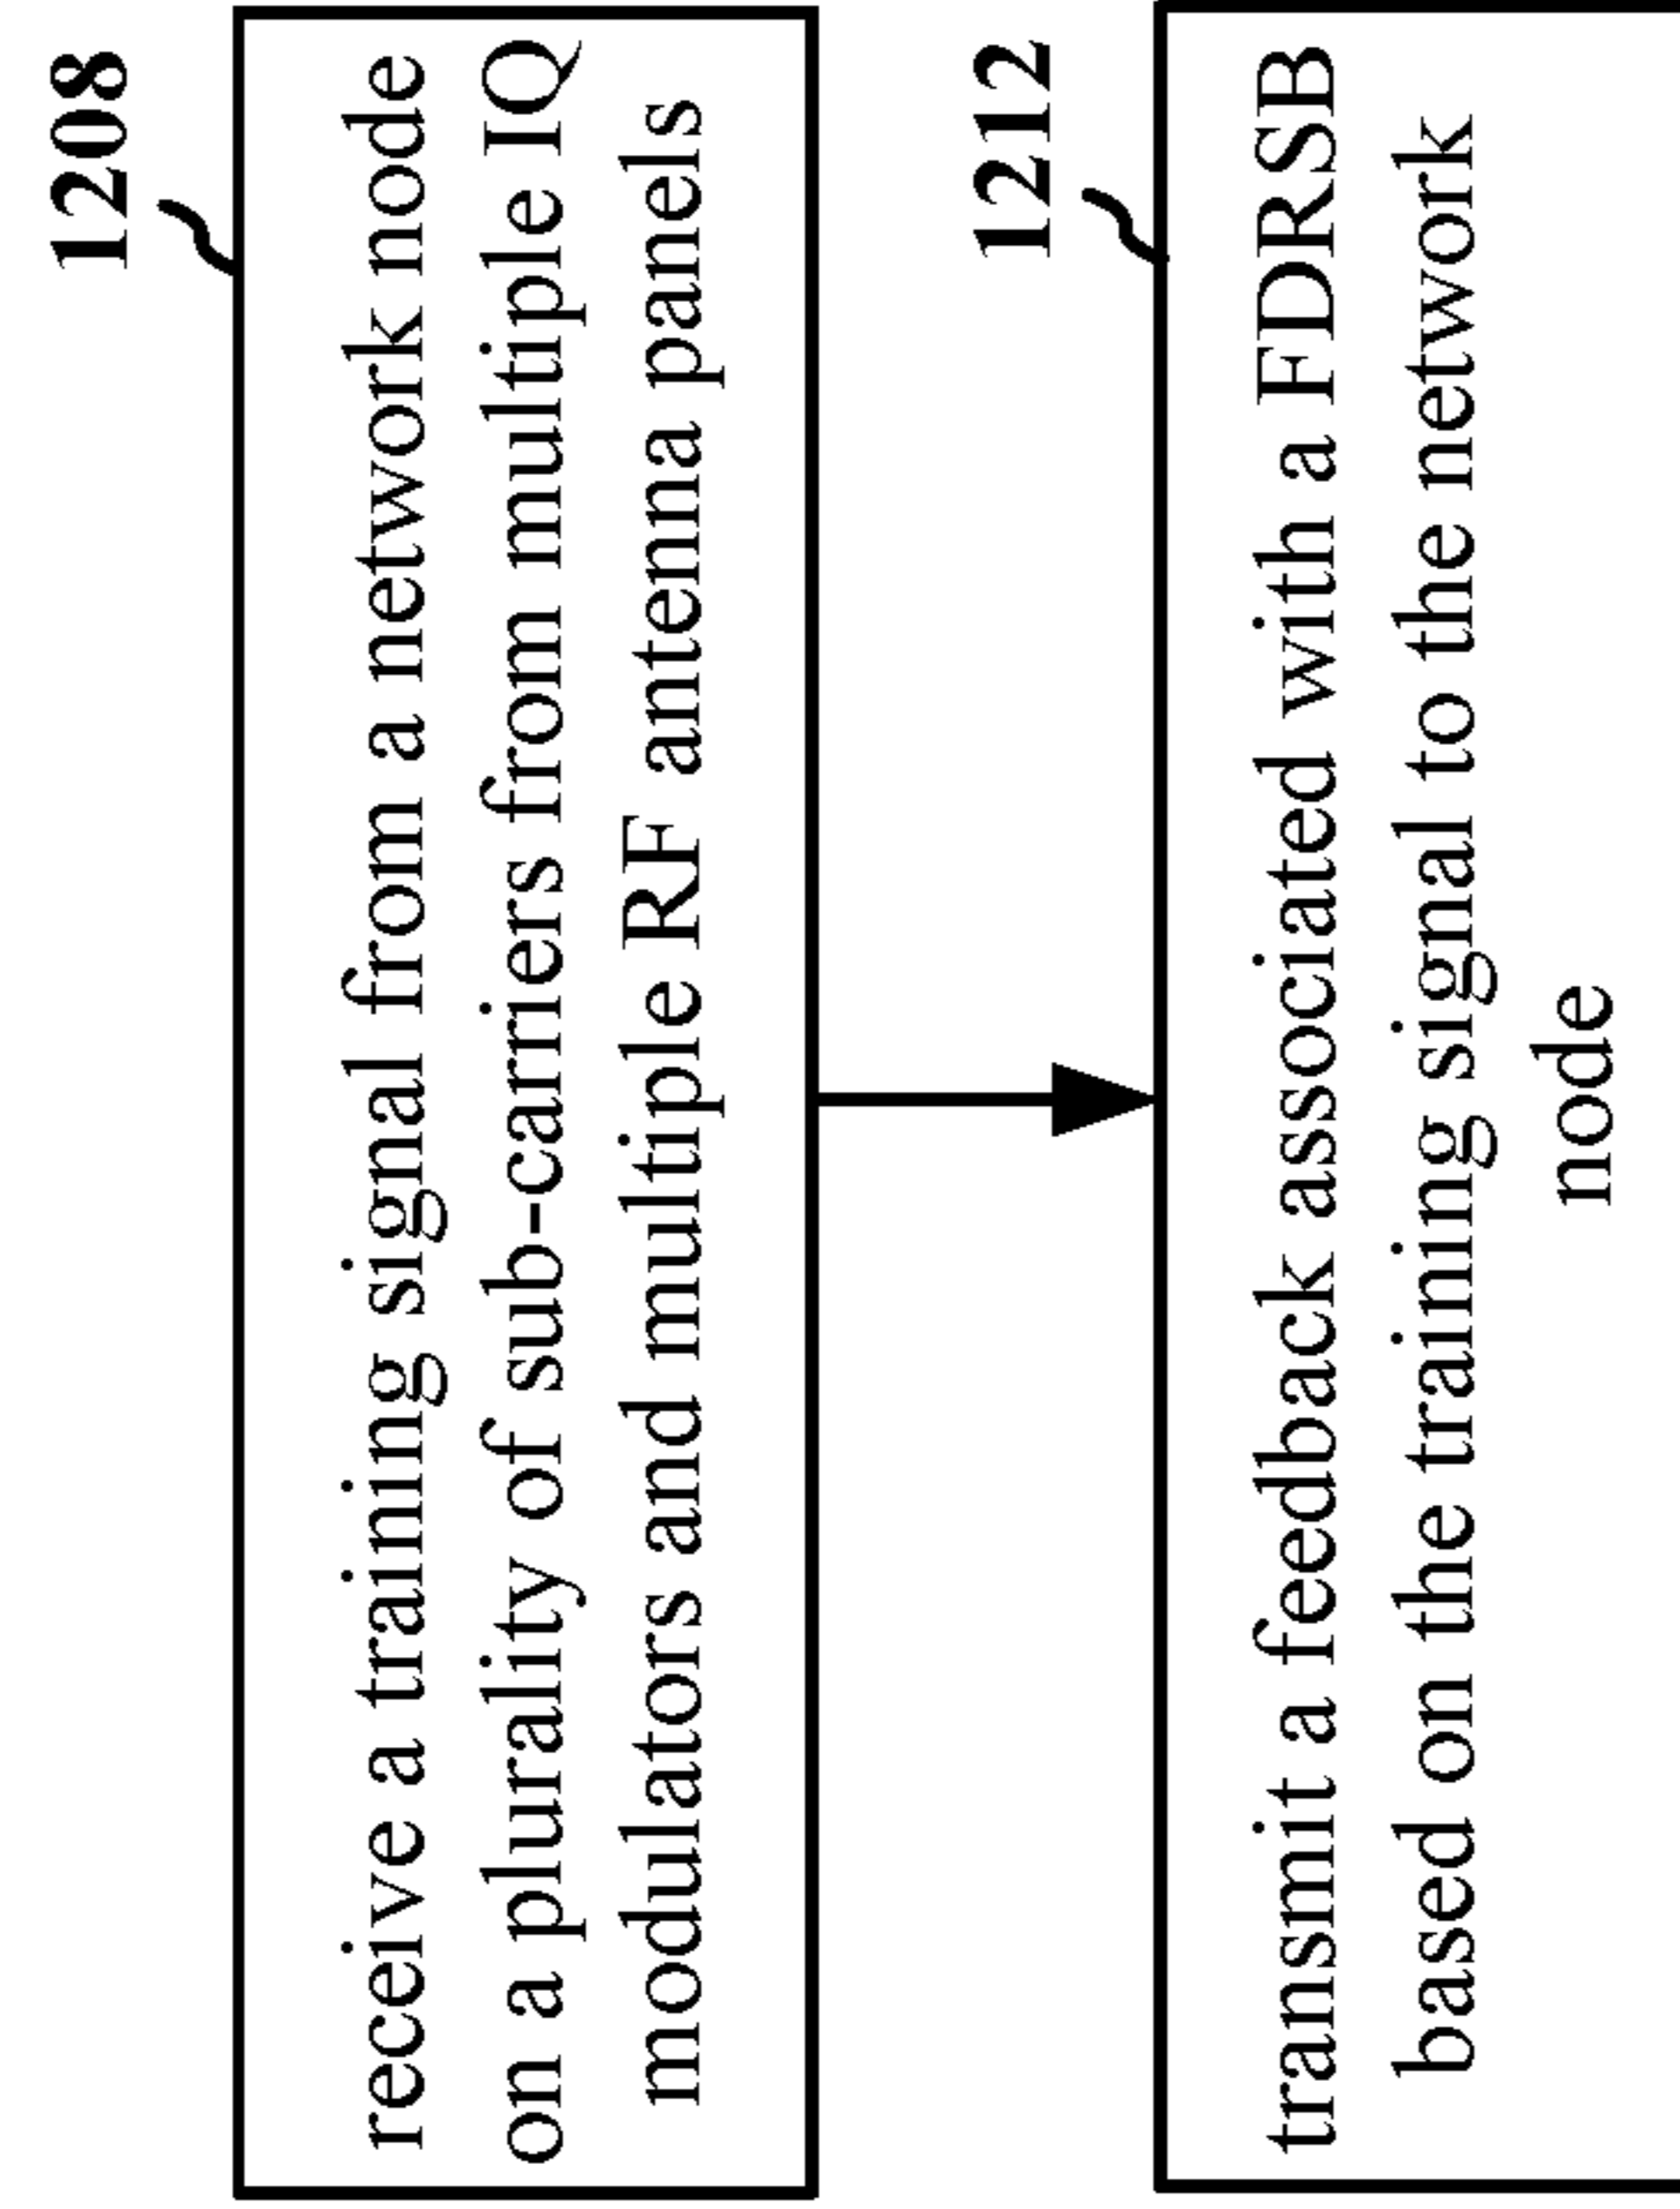 1208
receive a training signal from a network node
on a plurality of sub-carriers from multiple IQ
modulators and multiple RF antenna panels
1212
transmit a feedback associated with a FDRSB
based on the training signal to the network
node